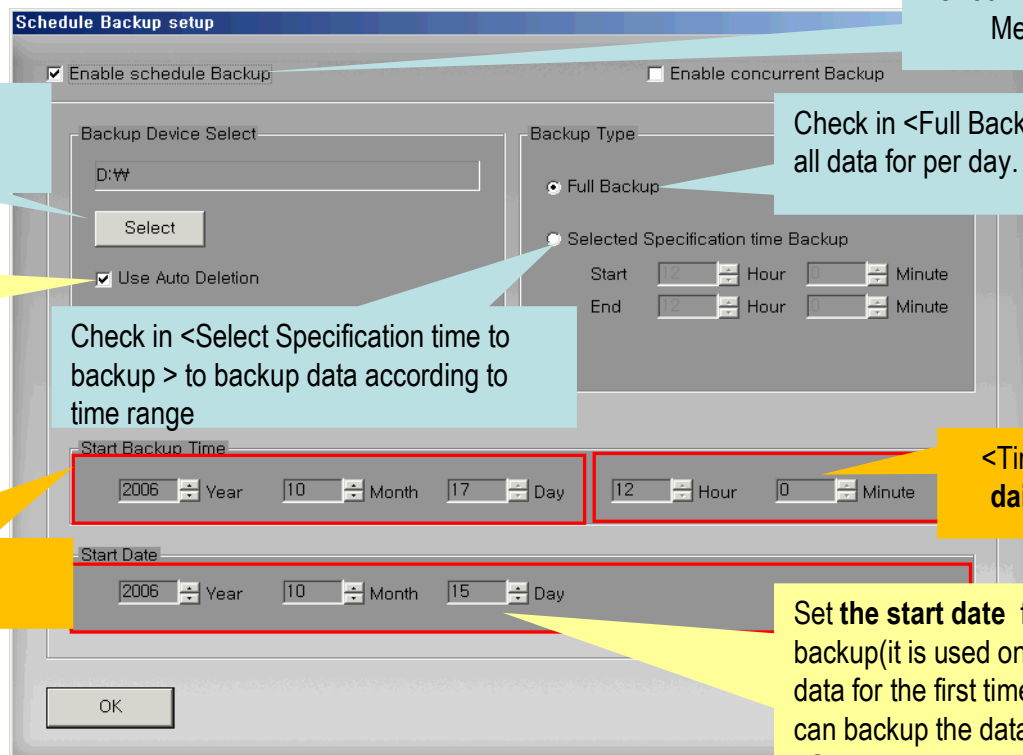 Schedule Backup setup
Me
Enable schedule Backup
Enable concurrent Backup
Backup Device Select
D:₩
Select
Use Auto Deletion
Backup Type
Full Backup
Check in <Full Back
all data for per day.
Selected Specification time Backup
Start 12 Hour 0 Minute
End 12 Hour 0 Minute
Check in <Select Specification time to
backup > to backup data according to
time range
Start Backup Time
2006 Year 10 Month 17 Day 12 Hour 0 Minute
<Ti
dai
Start Date
2006 Year 10 Month 15 Day
Set the start date f
backup(it is used on
data for the first time
can backup the data
OK